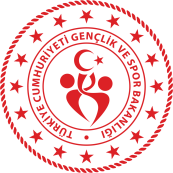 TÜRKİYE CUMHURİYETİ GENÇLİK VE SPOR BAKANLIĞI